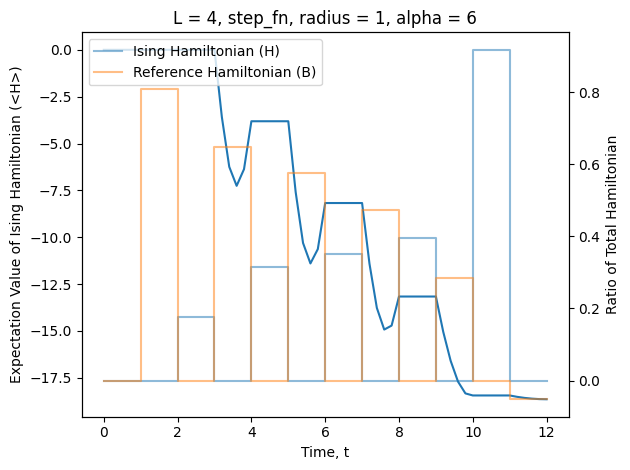 L = 4, step_fn, radius = 1, alpha = 6
Ising Hamiltonian (H)
Reference Hamiltonian (B)
Expectation Value of Ising Hamiltonian (<H>)
0.0
−2.5
−5.0
−7.5
−10.0
−12.5
−15.0
−17.5
0.8
0.6
0.4
0.2
0.0
Ratio of Total Hamiltonian
0 2 4 6 8 10 12
Time, t